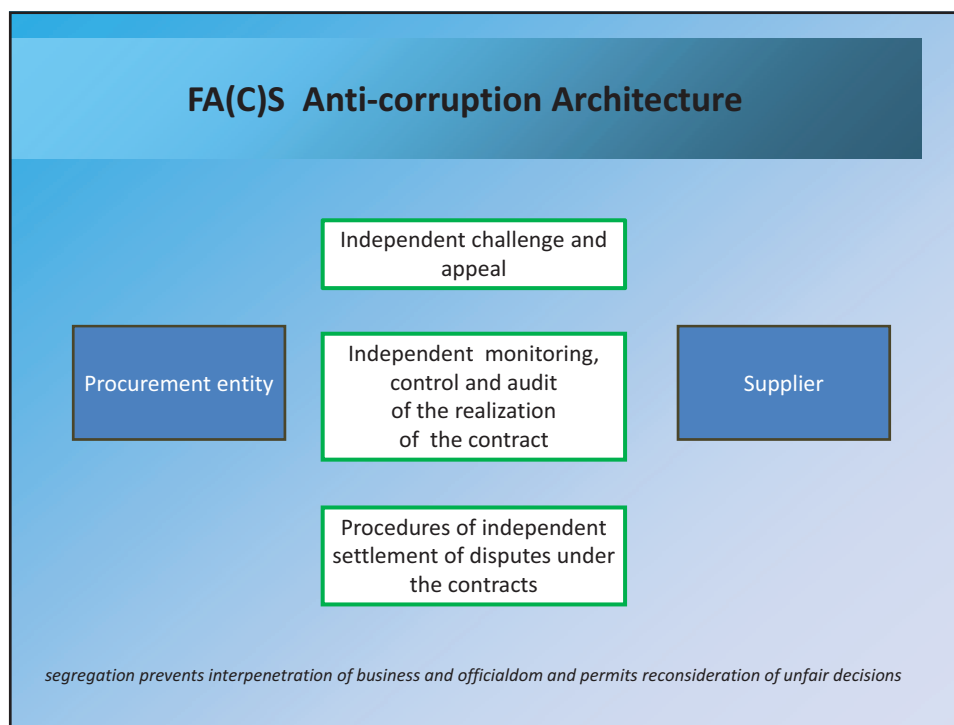 FA(C)S Anti-corruption Architecture
Independent challenge and
appeal
Procurement entity
Independent monitoring,
control and audit
of the realization
of the contract
Supplier
Procedures of independent
settlement of disputes under
the contracts
segregation prevents interpenetration of business and officialdom and permits reconsideration of unfair decisions